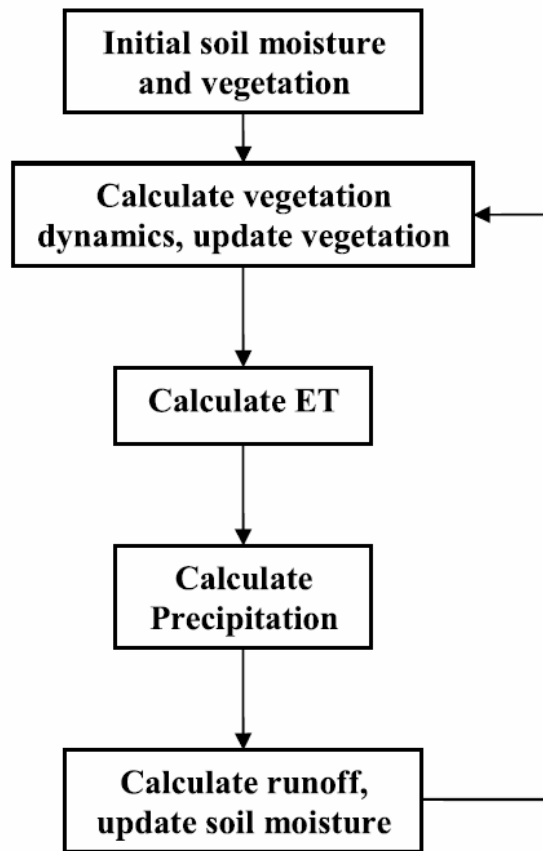 Initial soil moisture
and vegetation
Calculate vegetation
dynamics, update vegetation
Calculate ET
Calculate
Precipitation
Calculate runoff,
update soil moisture